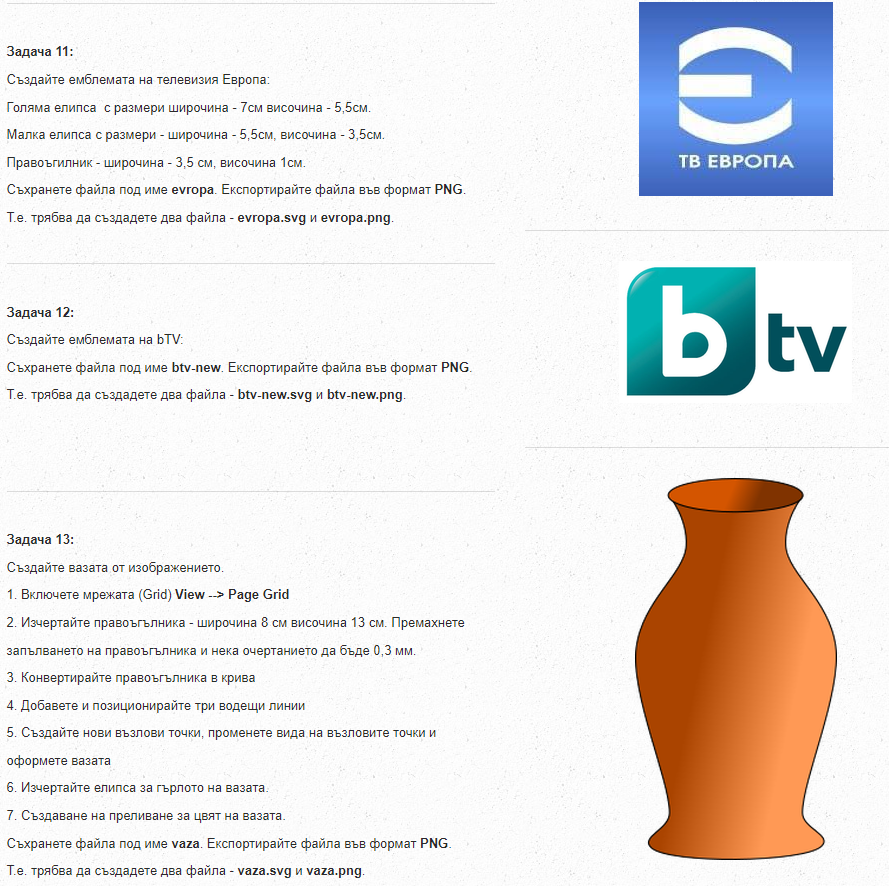 Задача 11:
Създайте емблемата на телевизия Европа:
Голяма елипса с размери широчина - 7см височина - 5,5см.
Малка елипса с размери - широчина - 5,5см, височина - 3,5см.
Правоъгилник - широчина - 3,5 см, височина 1см.
Съхранете файла под име evropa. Експортирайте файла във формат PNG.
Т.е. трябва да създадете два файла - evropa.svg и evropa.png.
ТВ ЕВРОПА
Задача 12:
Създайте емблемата на bTV:
Съхранете файла под име btv-new. Експортирайте файла във формат PNG.
Т.е. трябва да създадете два файла - btv-new.svg и btv-new.png.
b tv
Задача 13:
Създайте вазата от изображението.
1. Включете мрежата (Grid) View --> Page Grid
2. Изчертайте правоъгълника - широчина 8 см височина 13 см. Премахнете
запълването на правоъгълника и нека очертанието да бъде 0,3 мм.
3. Конвертирайте правоъгълника в крива
4. Добавете и позиционирайте три водещи линии
5. Създайте нови възлови точки, променете вида на възловите точки и
оформете вазата
6. Изчертайте елипса за гърлото на вазата.
7. Създаване на преливане за цвят на вазата.
Съхранете файла под име vaza. Експортирайте файла във формат PNG.
Т.е. трябва да създадете два файла - vaza.svg и vaza.png.